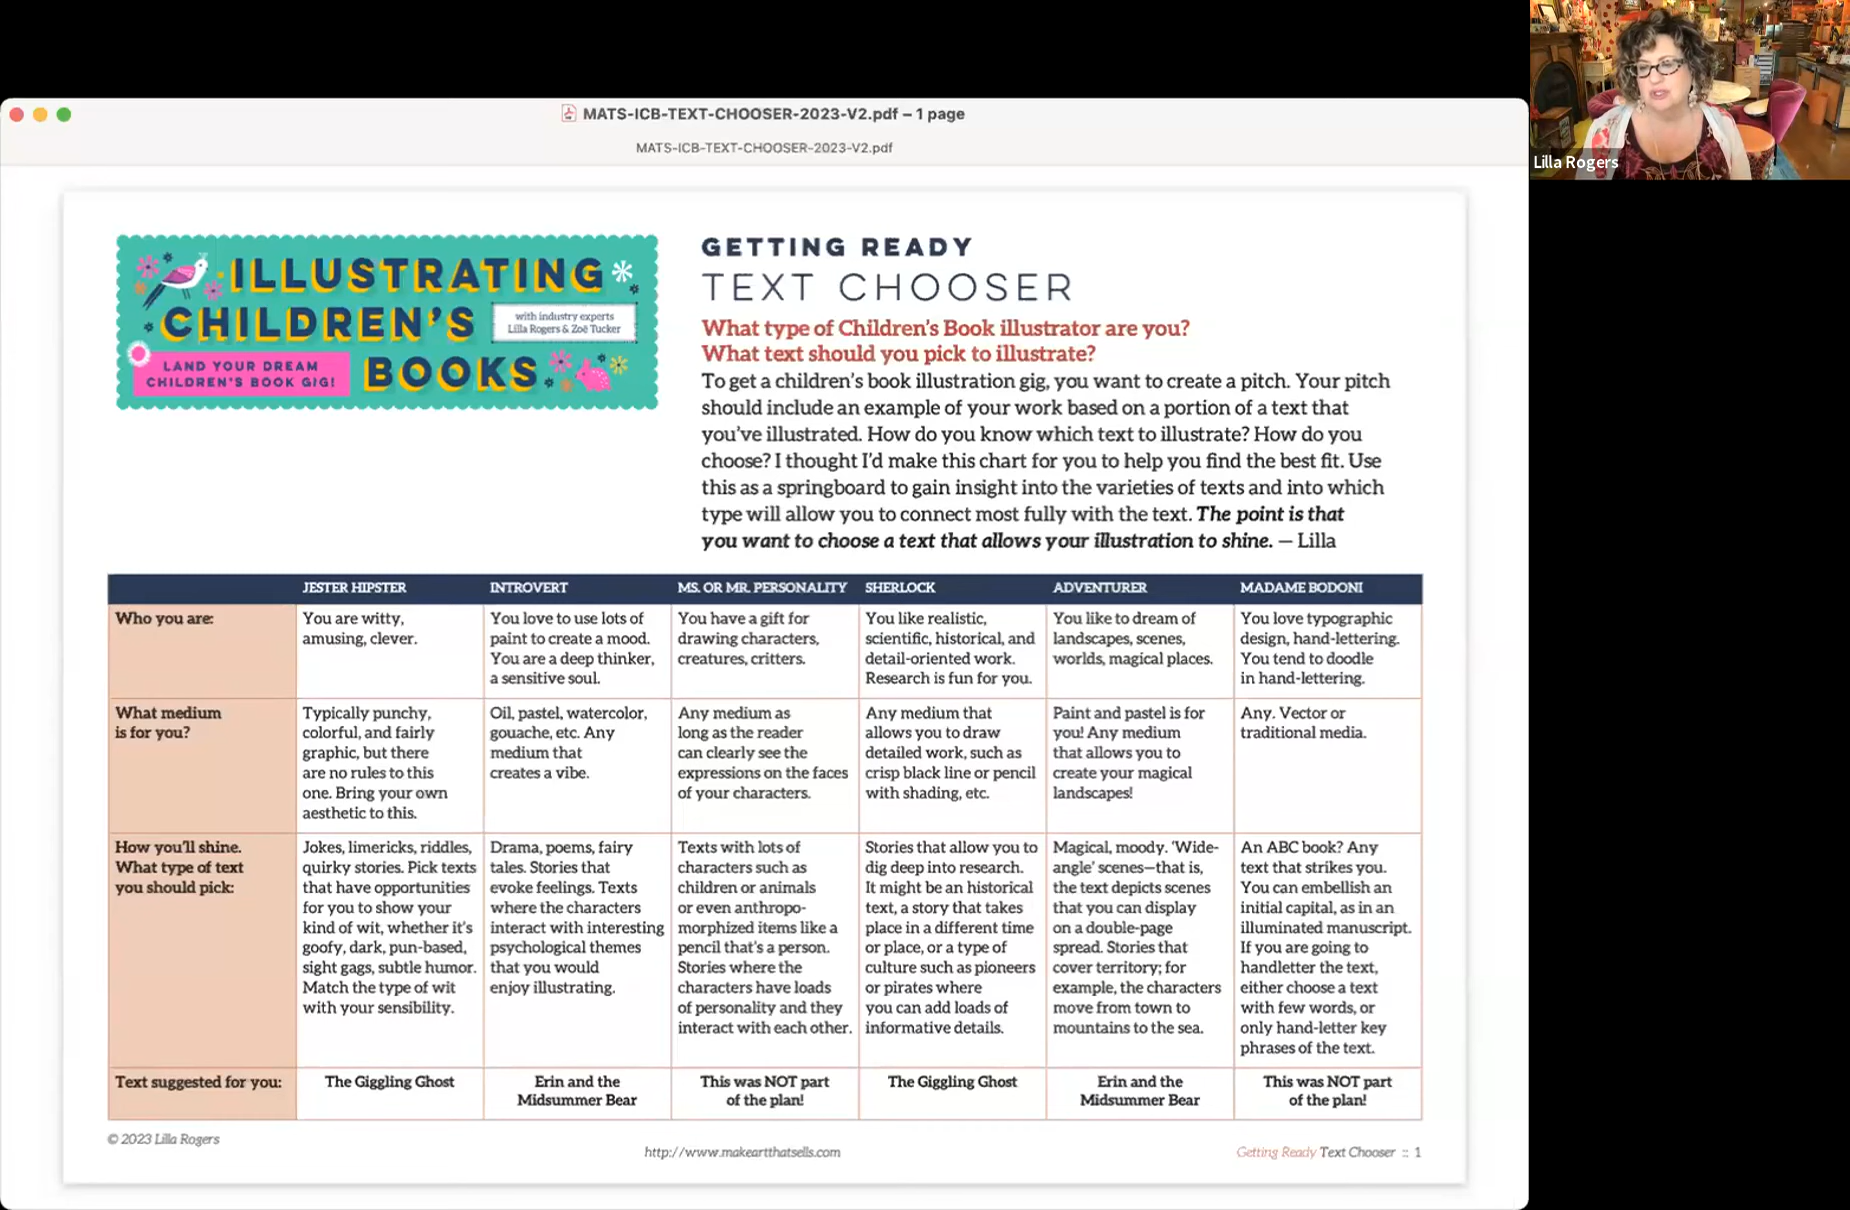 MATS-ICB-TEXT-CHOOSER-2023-V2.pdf – 1 page
MATS-ICB-TEXT-CHOOSER-2023-V2.pdf
Lilla Rogers
ILLUSTRATING
CHILDREN'S
with industry experts
Lilla Rogers & Zoë Tucker
LAND YOUR DREAM
CHILDREN'S BOOK GIG!
BOOKS
GETTING READY
TEXT CHOOSER
What type of Children's Book illustrator are you?
What text should you pick to illustrate?
To get a children's book illustration gig, you want to create a pitch. Your pitch
should include an example of your work based on a portion of a text that
you've illustrated. How do you know which text to illustrate? How do you
choose? I thought I'd make this chart for you to help you find the best fit. Use
this as a springboard to gain insight into the varieties of texts and into which
type will allow you to connect most fully with the text. The point is that
you want to choose a text that allows your illustration to shine. — Lilla
JESTER HIPSTER
INTROVERT
MS. OR MR. PERSONALITY
SHERLOCK
ADVENTURER
MADAME BODONI
Who you are:
You are witty,
amusing, clever.
You love to use lots of
paint to create a mood.
You are a deep thinker,
a sensitive soul.
You have a gift for
drawing characters,
creatures, critters.
You like realistic,
scientific, historical, and
detail-oriented work.
Research is fun for you.
You like to dream of
landscapes, scenes,
worlds, magical places.
You love typographic
design, hand-lettering.
You tend to doodle
in hand-lettering.
What medium
is for you?
Typically punchy,
colorful, and fairly
graphic, but there
are no rules to this
one. Bring your own
aesthetic to this.
Oil, pastel, watercolor,
gouache, etc. Any
medium that
creates a vibe.
Any medium as
long as the reader
can clearly see the
expressions on the faces
of your characters.
Any medium that
allows you to draw
detailed work, such as
crisp black line or pencil
with shading, etc.
Paint and pastel is for
you! Any medium
that allows you to
create your magical
landscapes!
Any. Vector or
traditional media.
How you'll shine.
What type of text
you should pick:
Jokes, limericks, riddles,
quirky stories. Pick texts
that have opportunities
for you to show your
kind of wit, whether it's
goofy, dark, pun-based,
sight gags, subtle humor.
Match the type of wit
with your sensibility.
Drama, poems, fairy
tales. Stories that
evoke feelings. Texts
where the characters
interact with interesting
psychological themes
that you would
enjoy illustrating.
Texts with lots of
characters such as
children or animals
or even anthropo-
morphized items like a
pencil that's a person.
Stories where the
characters have loads
of personality and they
interact with each other.
Stories that allow you to
dig deep into research.
It might be an historical
text, a story that takes
place in a different time
or place, or a type of
culture such as pioneers
or pirates where
you can add loads of
informative details.
Magical, moody. 'Wide-
angle' scenes—that is,
the text depicts scenes
that you can display
on a double-page
spread. Stories that
cover territory; for
example, the characters
move from town to
mountains to the sea.
An ABC book? Any
text that strikes you.
You can embellish an
initial capital, as in an
illuminated manuscript.
If you are going to
handletter the text,
either choose a text
with few words, or
only hand-letter key
phrases of the text.
Text suggested for you:
The Giggling Ghost
Erin and the
Midsummer Bear
This was NOT part
of the plan!
The Giggling Ghost
Erin and the
Midsummer Bear
This was NOT part
of the plan!
© 2023 Lilla Rogers
http://www.makeartthatsells.com
Getting Ready Text Chooser :: 1